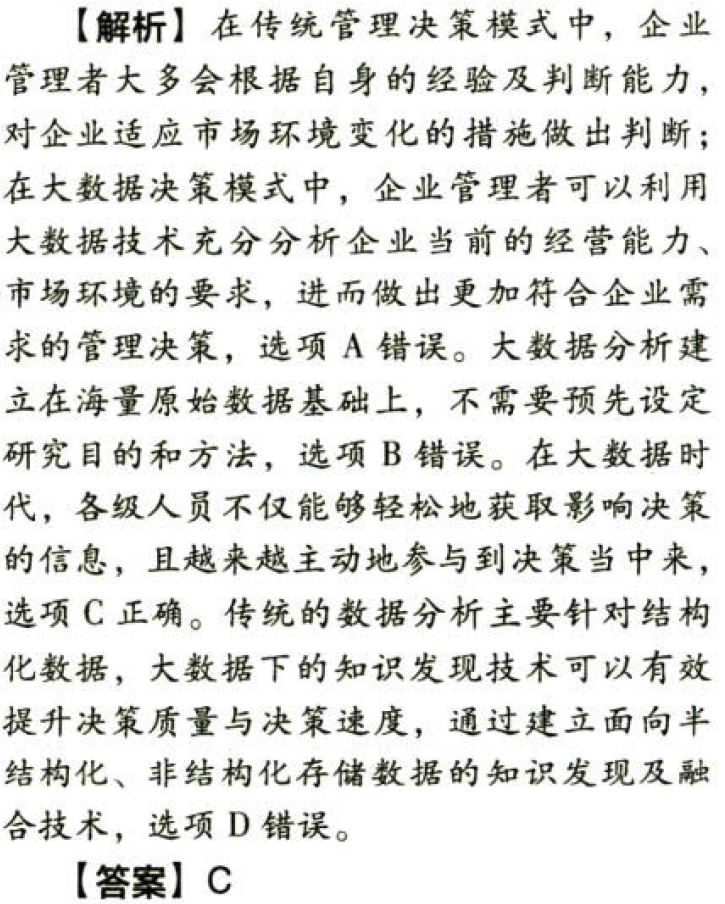 【解析】在传统管理决策模式中，企业
管理者大多会根据自身的经验及判断能力，
对企业适应市场环境变化的措施做出判断；
在大数据决策模式中，企业管理者可以利用
大数据技术充分分析企业当前的经营能力、
市场环境的要求，进而做出更加符合企业需
求的管理决策，选项 A 错误。大数据分析建
立在海量原始数据基础上，不需要预先设定
研究目的和方法，选项 B 错误。在大数据时
代，各级人员不仅能够轻松地获取影响决策
的信息，且越来越主动地参与到决策当中来，
选项 C 正确。传统的数据分析主要针对结构
化数据，大数据下的知识发现技术可以有效
提升决策质量与决策速度，通过建立面向半
结构化、非结构化存储数据的知识发现及融
合技术，选项 D 错误。
【答案】C